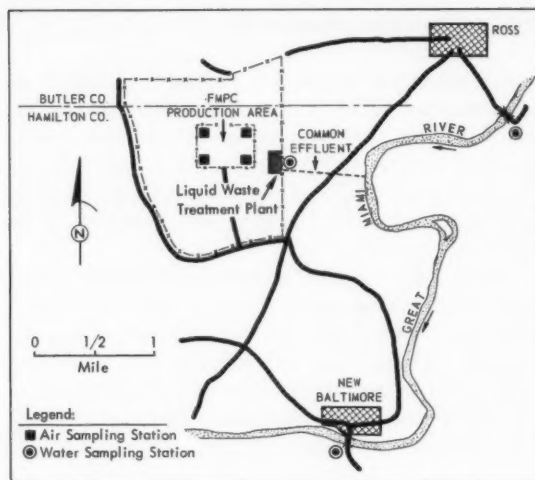 ROSS
BUTLER CO.
HAMILTON CO.
FMPC
PRODUCTION AREA
COMMON
EFFLUENT
RIVER
Liquid Waste
Treatment Plant
MIAMI
N
GREAT
0 1/2 1
Mile
NEW
BALTIMORE
Legend:
Air Sampling Station
Water Sampling Station